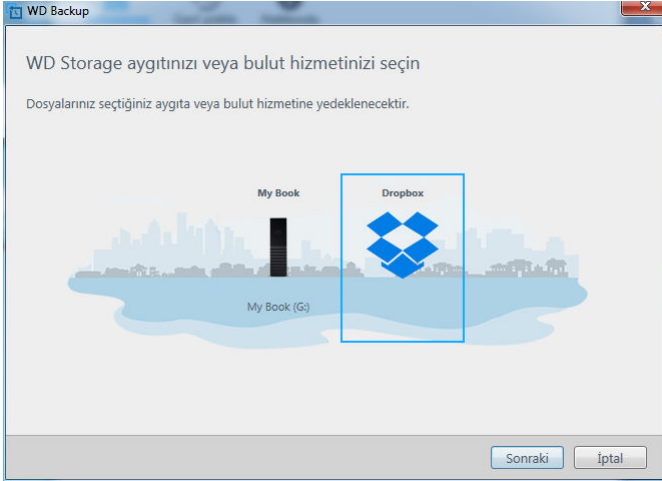 WD Backup
WD Storage aygıtınızı veya bulut hizmetinizi seçin
Dosyalarınız seçtiğiniz aygıta veya bulut hizmetine yedeklenecektir.
My Book
Dropbox
My Book (G:)
Sonraki
İptal